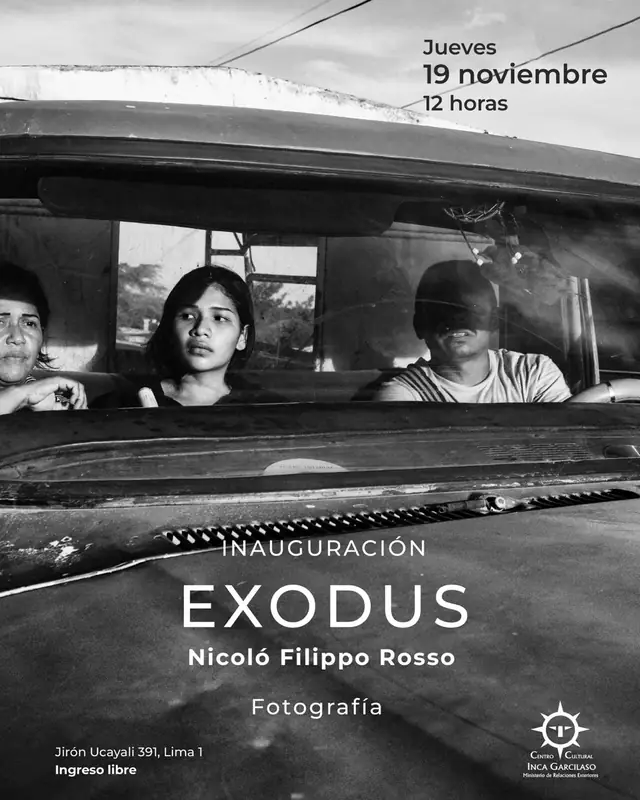 Jueves
19 noviembre
12 horas
INAUGURACIÓN
EXODUS
Nicoló Filippo Rosso
Fotografía
Jirón Ucayali 391, Lima 1
Ingreso libre
CENTRO CULTURAL
INCA GARCILASO
Ministerio de Relaciones Exteriores